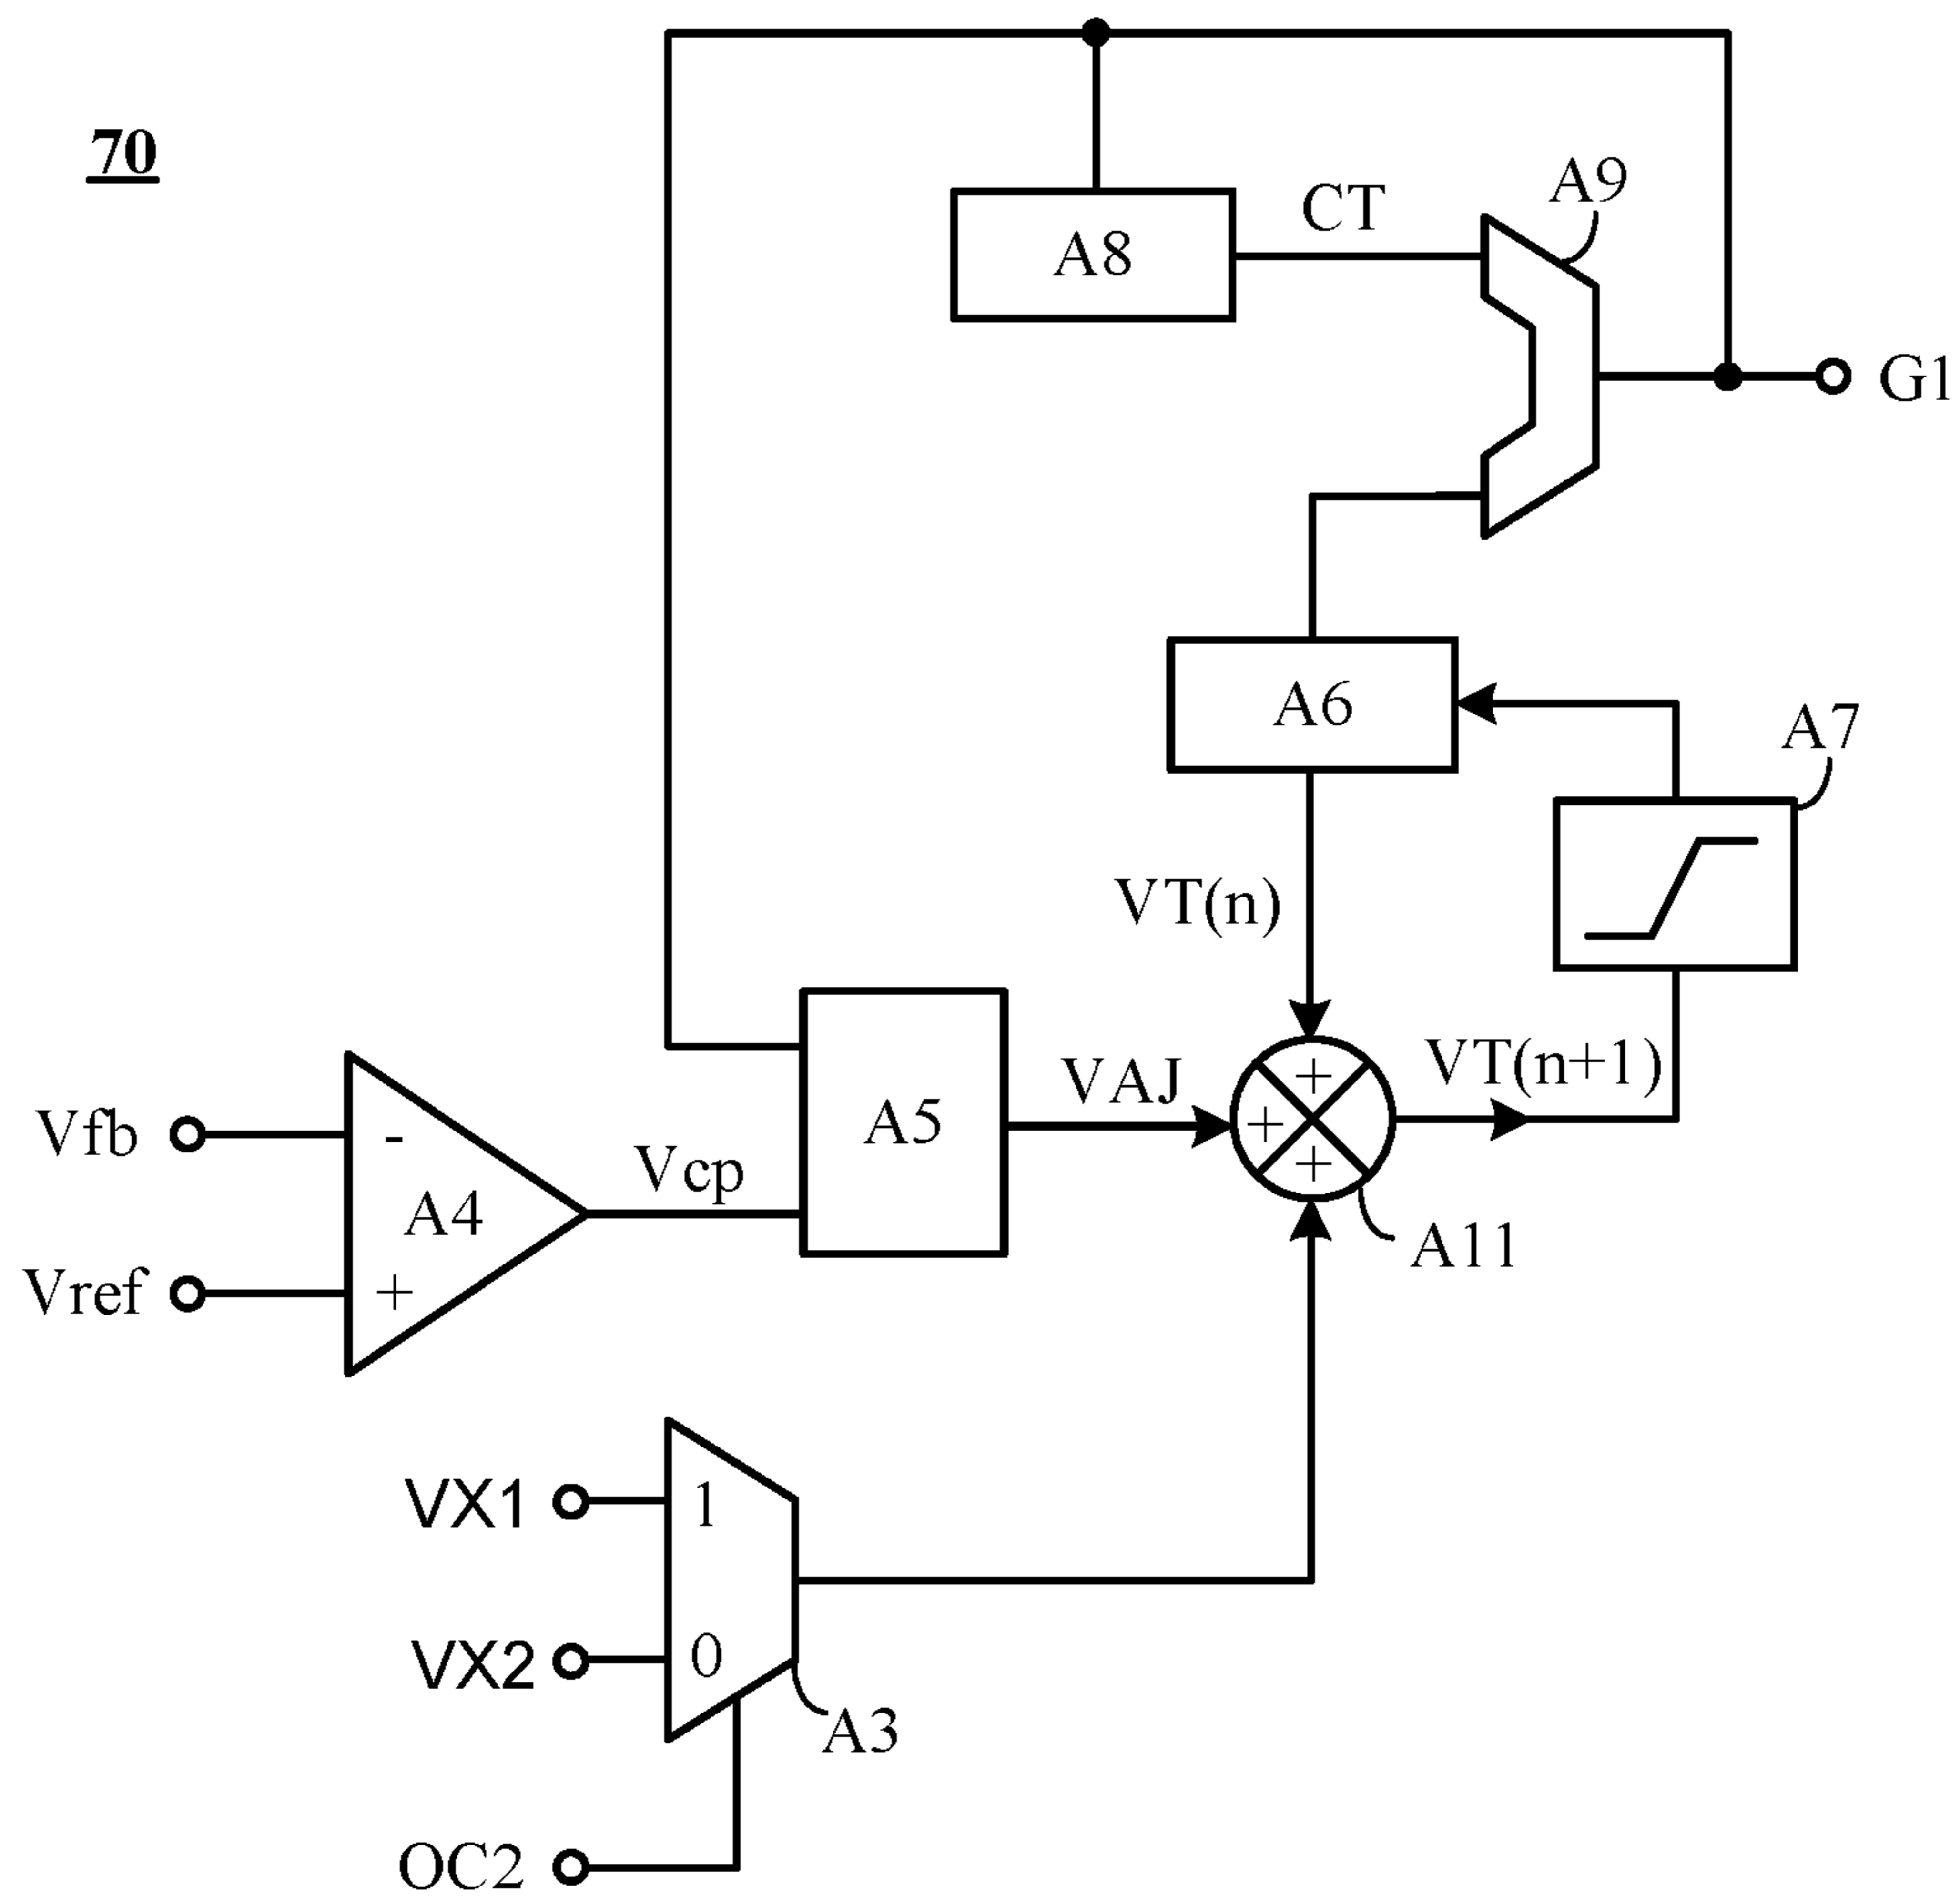 70
A9
CT
A8
G1
A6
A7
VT(n)
VAJ
VT(n+1)
A5
Vfb
-
Vcp
A4
+
+
+
+
A11
Vref
+
VX1
1
VX2
0
A3
OC2